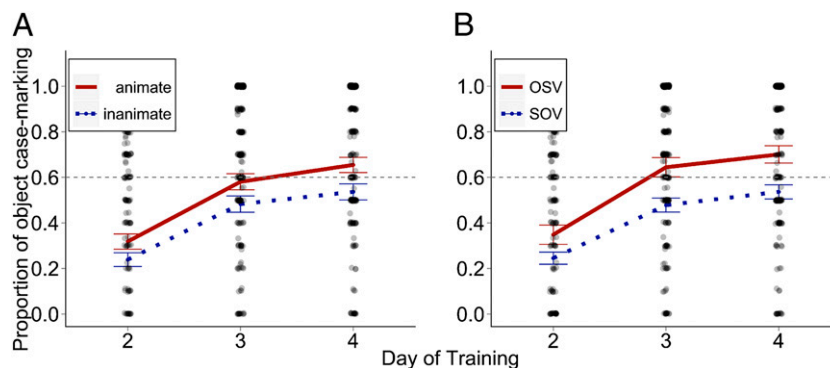 A
Proportion of object case-marking
1.0
0.8
0.6
0.4
0.2
0.0
animate
inanimate
2 3 4
B
1.0
0.8
0.6
0.4
0.2
0.0
OSV
SOV
2 3 4
Day of Training